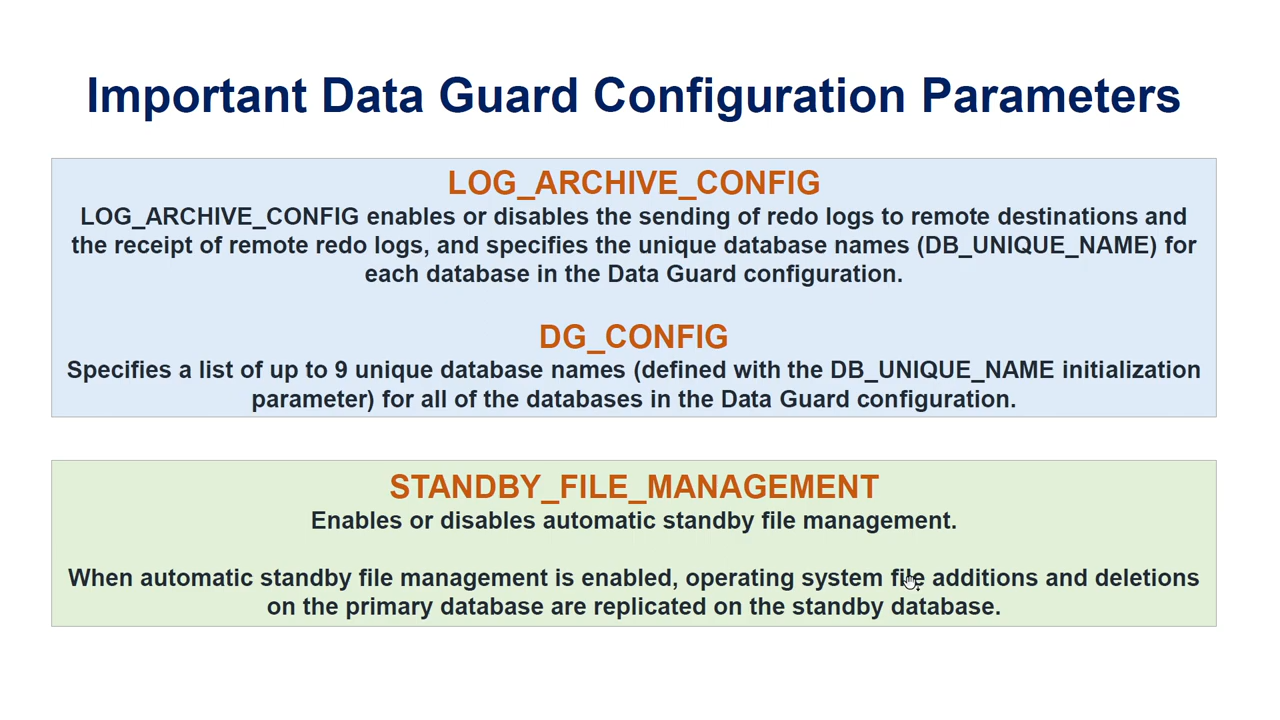 Important Data Guard Configuration Parameters
LOG_ARCHIVE_CONFIG
LOG_ARCHIVE_CONFIG enables or disables the sending of redo logs to remote destinations and
the receipt of remote redo logs, and specifies the unique database names (DB_UNIQUE_NAME) for
each database in the Data Guard configuration.
DG_CONFIG
Specifies a list of up to 9 unique database names (defined with the DB_UNIQUE_NAME initialization
parameter) for all of the databases in the Data Guard configuration.
STANDBY_FILE_MANAGEMENT
Enables or disables automatic standby file management.
When automatic standby file management is enabled, operating system file additions and deletions
on the primary database are replicated on the standby database.